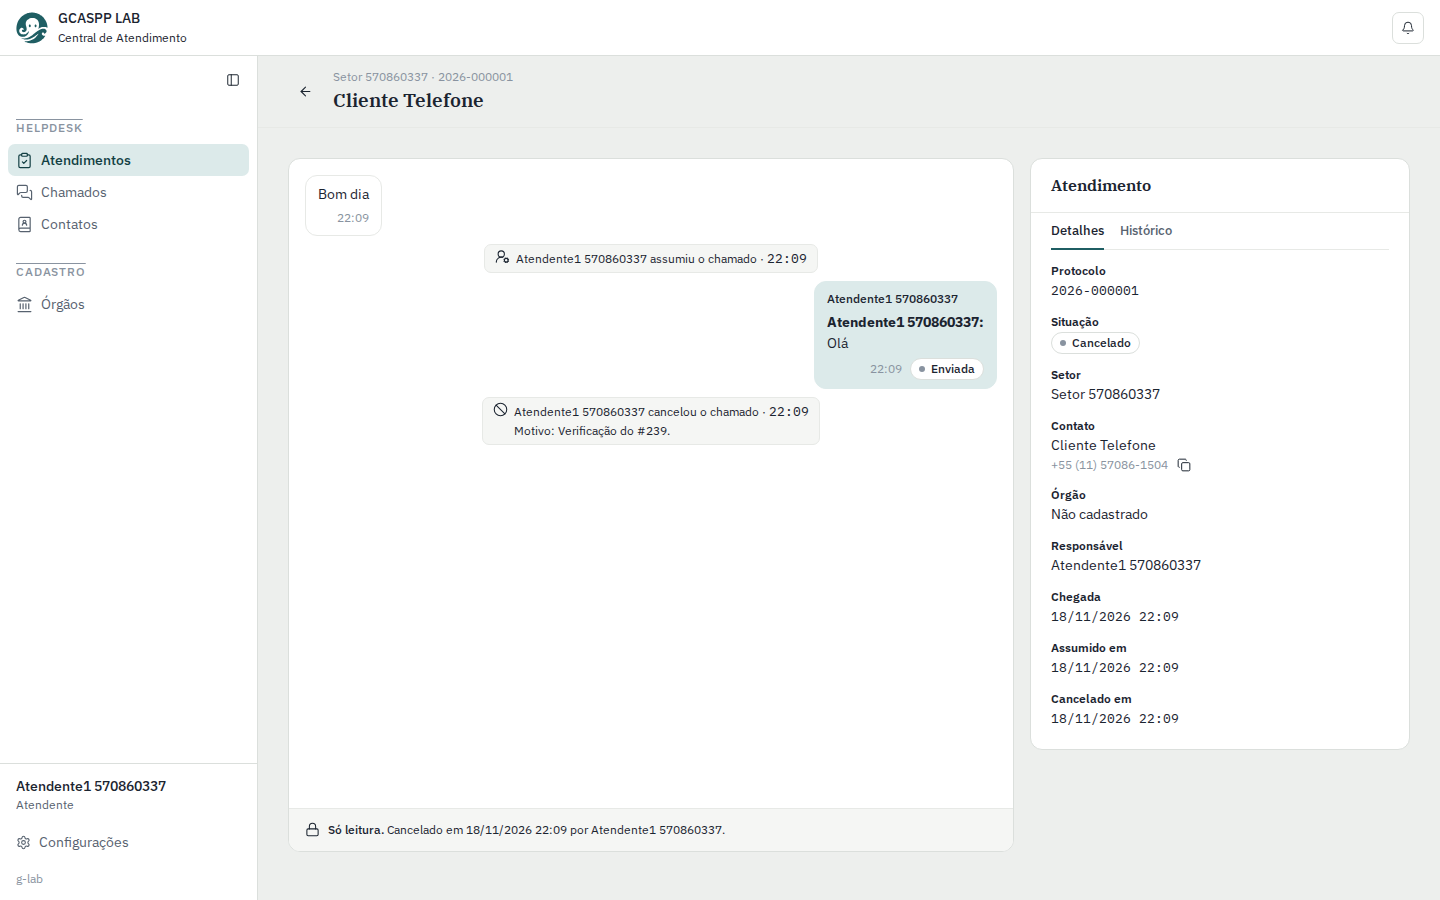 GCASPP LAB
Central de Atendimento
HELPDESK
Atendimentos
Chamados
Contatos
CADASTRO
Órgãos
Atendente1 570860337
Atendente
Configurações
g-lab
Setor 570860337 · 2026-000001
Cliente Telefone
Bom dia
22:09
Atendente1 570860337 assumiu o chamado · 22:09
Atendente1 570860337
Atendente1 570860337:
Olá
22:09 Enviada
Atendente1 570860337 cancelou o chamado · 22:09
Motivo: Verificação do #239.
Só leitura. Cancelado em 18/11/2026 22:09 por Atendente1 570860337.
Atendimento
Detalhes Histórico
Protocolo
2026-000001
Situação
Cancelado
Setor
Setor 570860337
Contato
Cliente Telefone
+55 (11) 57086-1504
Órgão
Não cadastrado
Responsável
Atendente1 570860337
Chegada
18/11/2026 22:09
Assumido em
18/11/2026 22:09
Cancelado em
18/11/2026 22:09